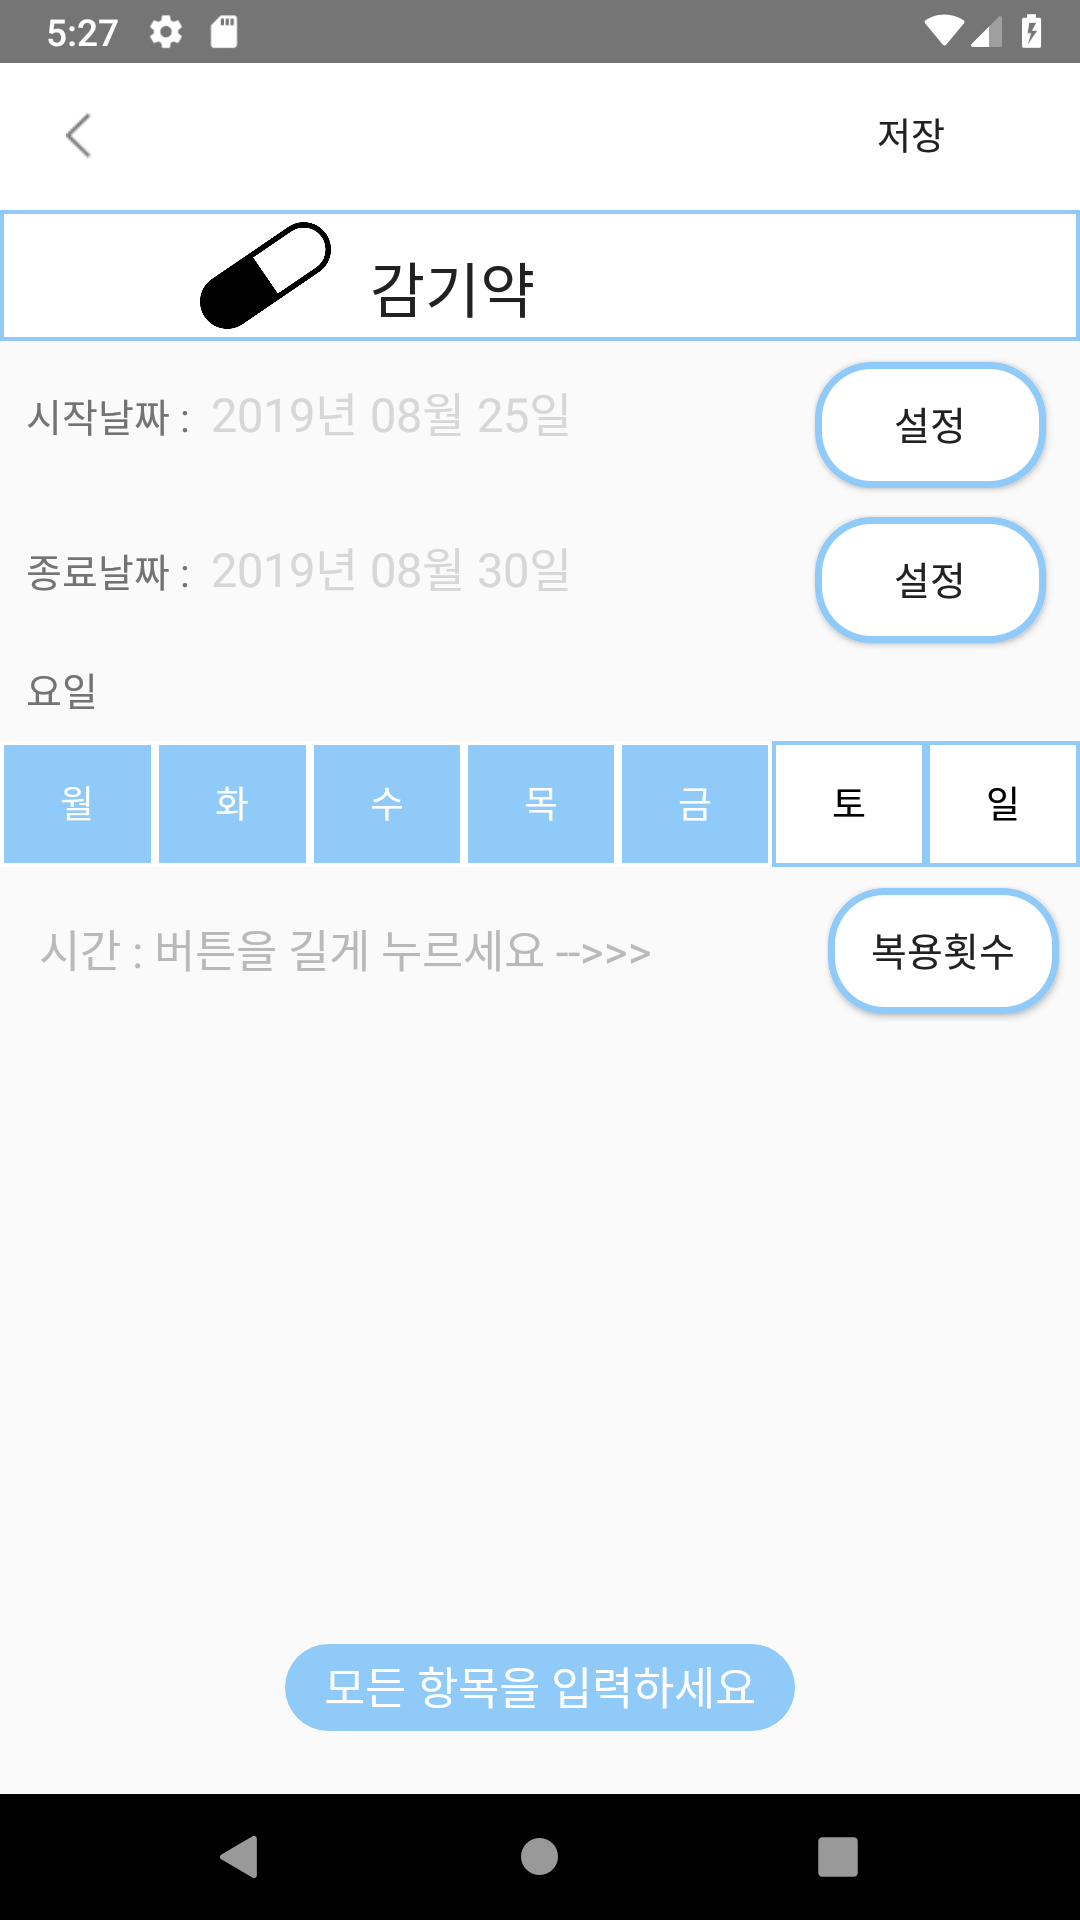 5:27
저장
감기약
시작날짜 : 2019년 08월 25일 설정
종료날짜 : 2019년 08월 30일 설정
요일
월 화 수 목 금 토 일
시간 : 버튼을 길게 누르세요 -->>> 복용횟수
모든 항목을 입력하세요